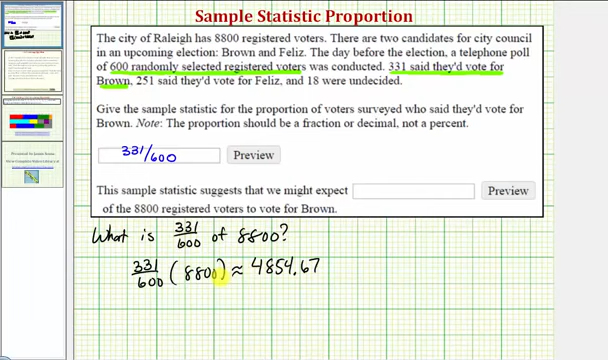 Sample Statistic Proportion
The city of Raleigh has 8800 registered voters. There are two candidates for city council
in an upcoming election: Brown and Feliz. The day before the election, a telephone poll
of 600 randomly selected registered voters was conducted. 331 said they'd vote for
Brown, 251 said they'd vote for Feliz, and 18 were undecided.
Give the sample statistic for the proportion of voters surveyed who said they'd vote for
Brown. Note: The proportion should be a fraction or decimal, not a percent.
331/600 Preview
This sample statistic suggests that we might expect Preview
of the 8800 registered voters to vote for Brown.
What is 331/600 of 8800?
331/600 (8800) ≈ 4854.67